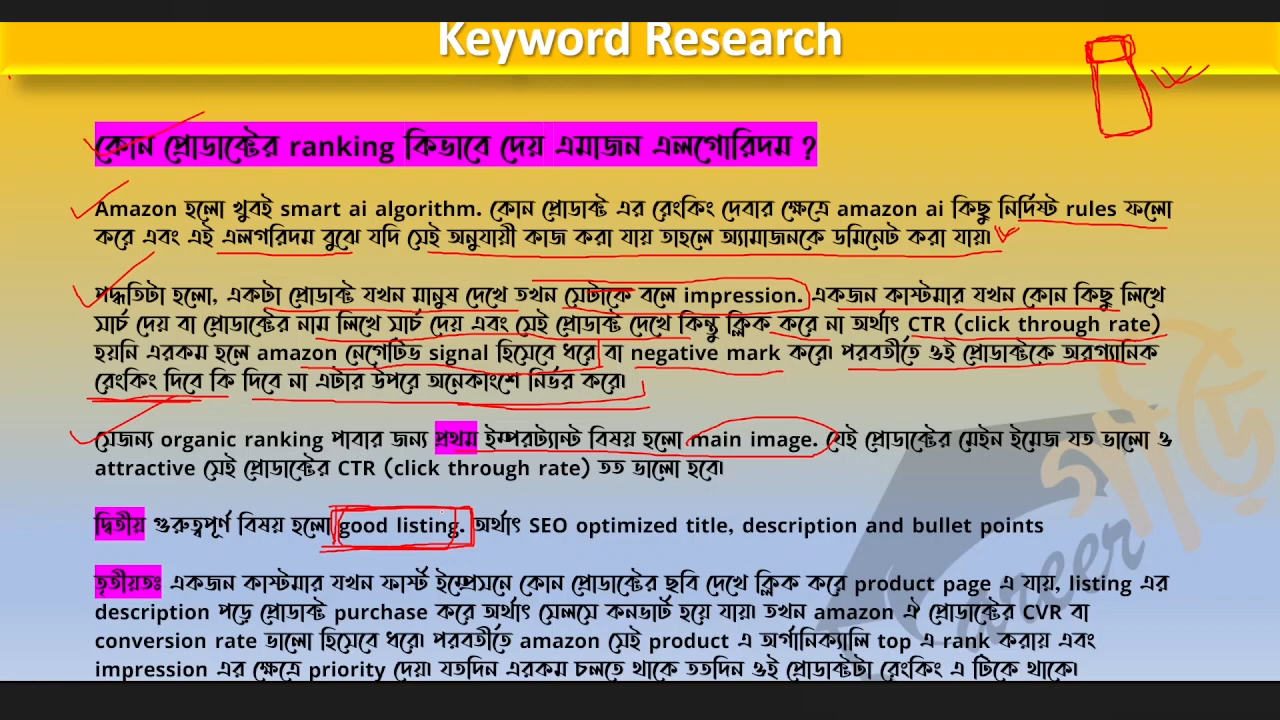 Keyword Research
কোন প্রোডাক্টের ranking কিভাবে দেয় এমাজন এলগোরিদম ?
Amazon হলো খুবই smart ai algorithm. কোন প্রোডাক্ট এর রেংকিং দেবার ক্ষেত্রে amazon ai কিছু নির্দিষ্ট rules ফলো
করে এবং এই এলগরিদম বুঝে যদি সেই অনুযায়ী কাজ করা যায় তাহলে অ্যামাজনকে ডমিনেট করা যায়।
পদ্ধতিটা হলো, একটা প্রোডাক্ট যখন মানুষ দেখে তখন সেটাকে বলে impression. একজন কাস্টমার যখন কোন কিছু লিখে
সার্চ দেয় বা প্রোডাক্টের নাম লিখে সার্চ দেয় এবং সেই প্রোডাক্ট দেখে কিন্তু ক্লিক করে না অর্থাৎ CTR (click through rate)
হয়নি এরকম হলে amazon নেগেটিভ signal হিসেবে ধরে বা negative mark করে। পরবর্তীতে ওই প্রোডাক্টকে অরগ্যানিক
রেংকিং দিবে কি দিবে না এটার উপরে অনেকাংশে নির্ভর করে।
সেজন্য organic ranking পাবার জন্য প্রথম ইম্পরট্যান্ট বিষয় হলো main image. যেই প্রোডাক্টের মেইন ইমেজ যত ভালো ও
attractive সেই প্রোডাক্টের CTR (click through rate) তত ভালো হবে।
দ্বিতীয় গুরুত্বপূর্ণ বিষয় হলো good listing. অর্থাৎ SEO optimized title, description and bullet points
তৃতীয়তঃ একজন কাস্টমার যখন ফার্স্ট ইম্প্রেসনে কোন প্রোডাক্টের ছবি দেখে ক্লিক করে product page এ যায়, listing এর
description পড়ে প্রোডাক্ট purchase করে অর্থাৎ সেলসে কনভার্ট হয়ে যায়। তখন amazon ঐ প্রোডাক্টের CVR বা
conversion rate ভালো হিসেবে ধরে। পরবর্তীতে amazon সেই product এ অর্গানিক্যালি top এ rank করায় এবং
impression এর ক্ষেত্রে priority দেয়। যতদিন এরকম চলতে থাকে ততদিন ওই প্রোডাক্টটা রেংকিং এ টিকে থাকে।
গড়ি
career